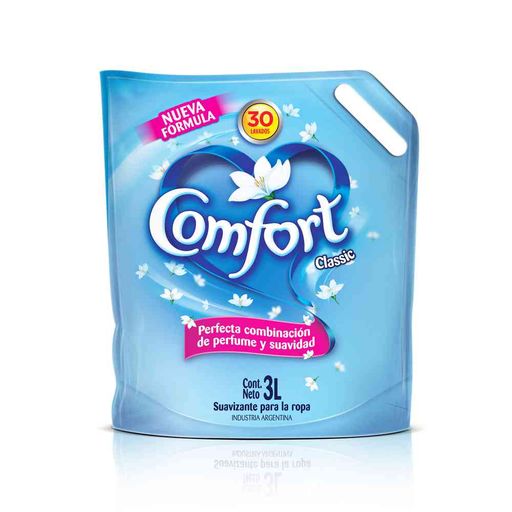 NUEVA
FÓRMULA
30
LAVADOS
Comfort
Classic
Perfecta combinación
de perfume y suavidad
Cont.
Neto 3L
Suavizante para la ropa
INDUSTRIA ARGENTINA